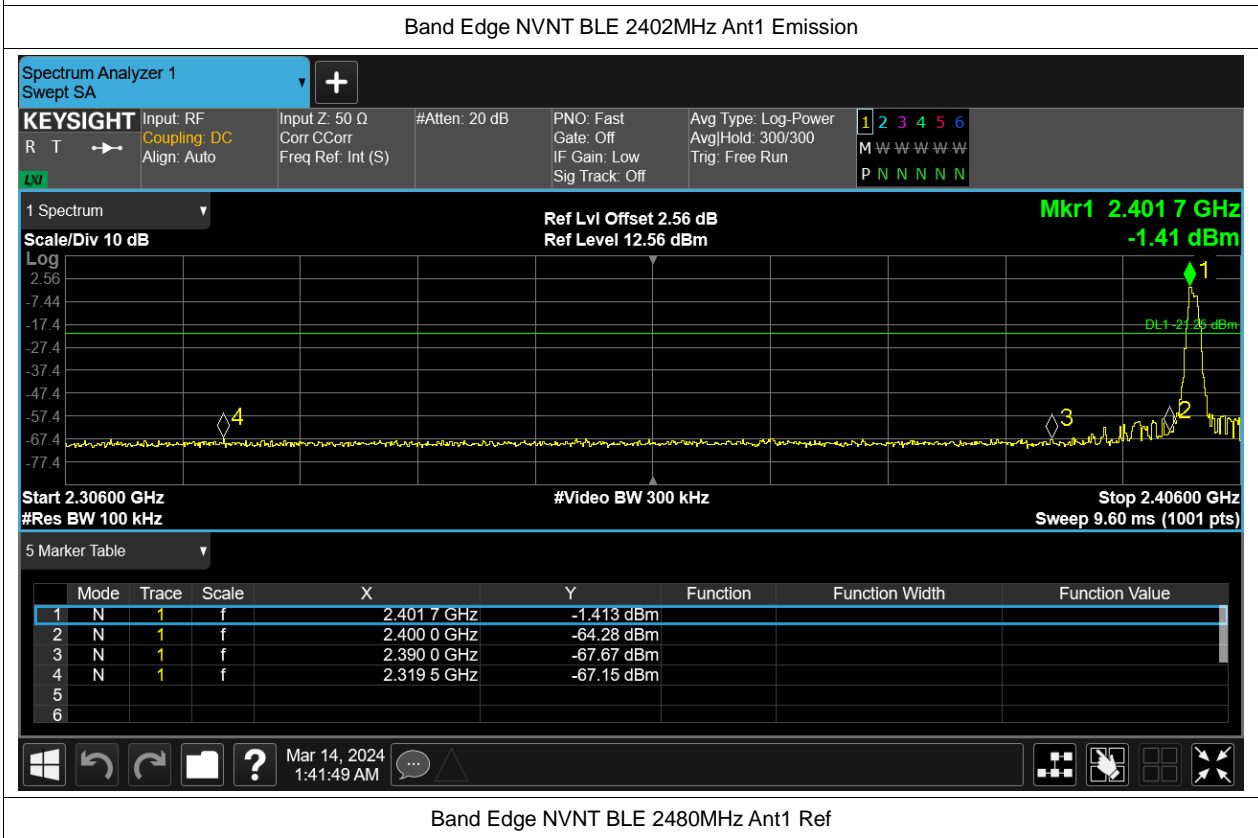 Band Edge NVNT BLE 2402MHz Ant1 Emission
Spectrum Analyzer 1
Swept SA
KEYSIGHT Input: RF Input Z: 50 Ω #Atten: 20 dB PNO: Fast Avg Type: Log-Power 1 2 3 4 5 6
R T Coupling: DC Corr CCorr Gate: Off Avg|Hold: 300/300 M W W W W W W
Align: Auto Freq Ref: Int (S) IF Gain: Low Trig: Free Run
LXI Sig Track: Off P N N N N N
1 Spectrum Ref Lvl Offset 2.56 dB Mkr1 2.401 7 GHz
Scale/Div 10 dB Ref Level 12.56 dBm -1.41 dBm
Log
1
2.56
-7.44
-17.4 DL1 -21.25 dBm
-27.4
-37.4
-47.4
-57.4 4 3 2
-67.4
-77.4
Start 2.30600 GHz #Video BW 300 kHz Stop 2.40600 GHz
#Res BW 100 kHz Sweep 9.60 ms (1001 pts)
5 Marker Table
Mode Trace Scale X Y Function Function Width Function Value
1 N 1 f 2.401 7 GHz -1.413 dBm
2 N 1 f 2.400 0 GHz -64.28 dBm
3 N 1 f 2.390 0 GHz -67.67 dBm
4 N 1 f 2.319 5 GHz -67.15 dBm
5
6
? Mar 14, 2024
1:41:49 AM
Band Edge NVNT BLE 2480MHz Ant1 Ref